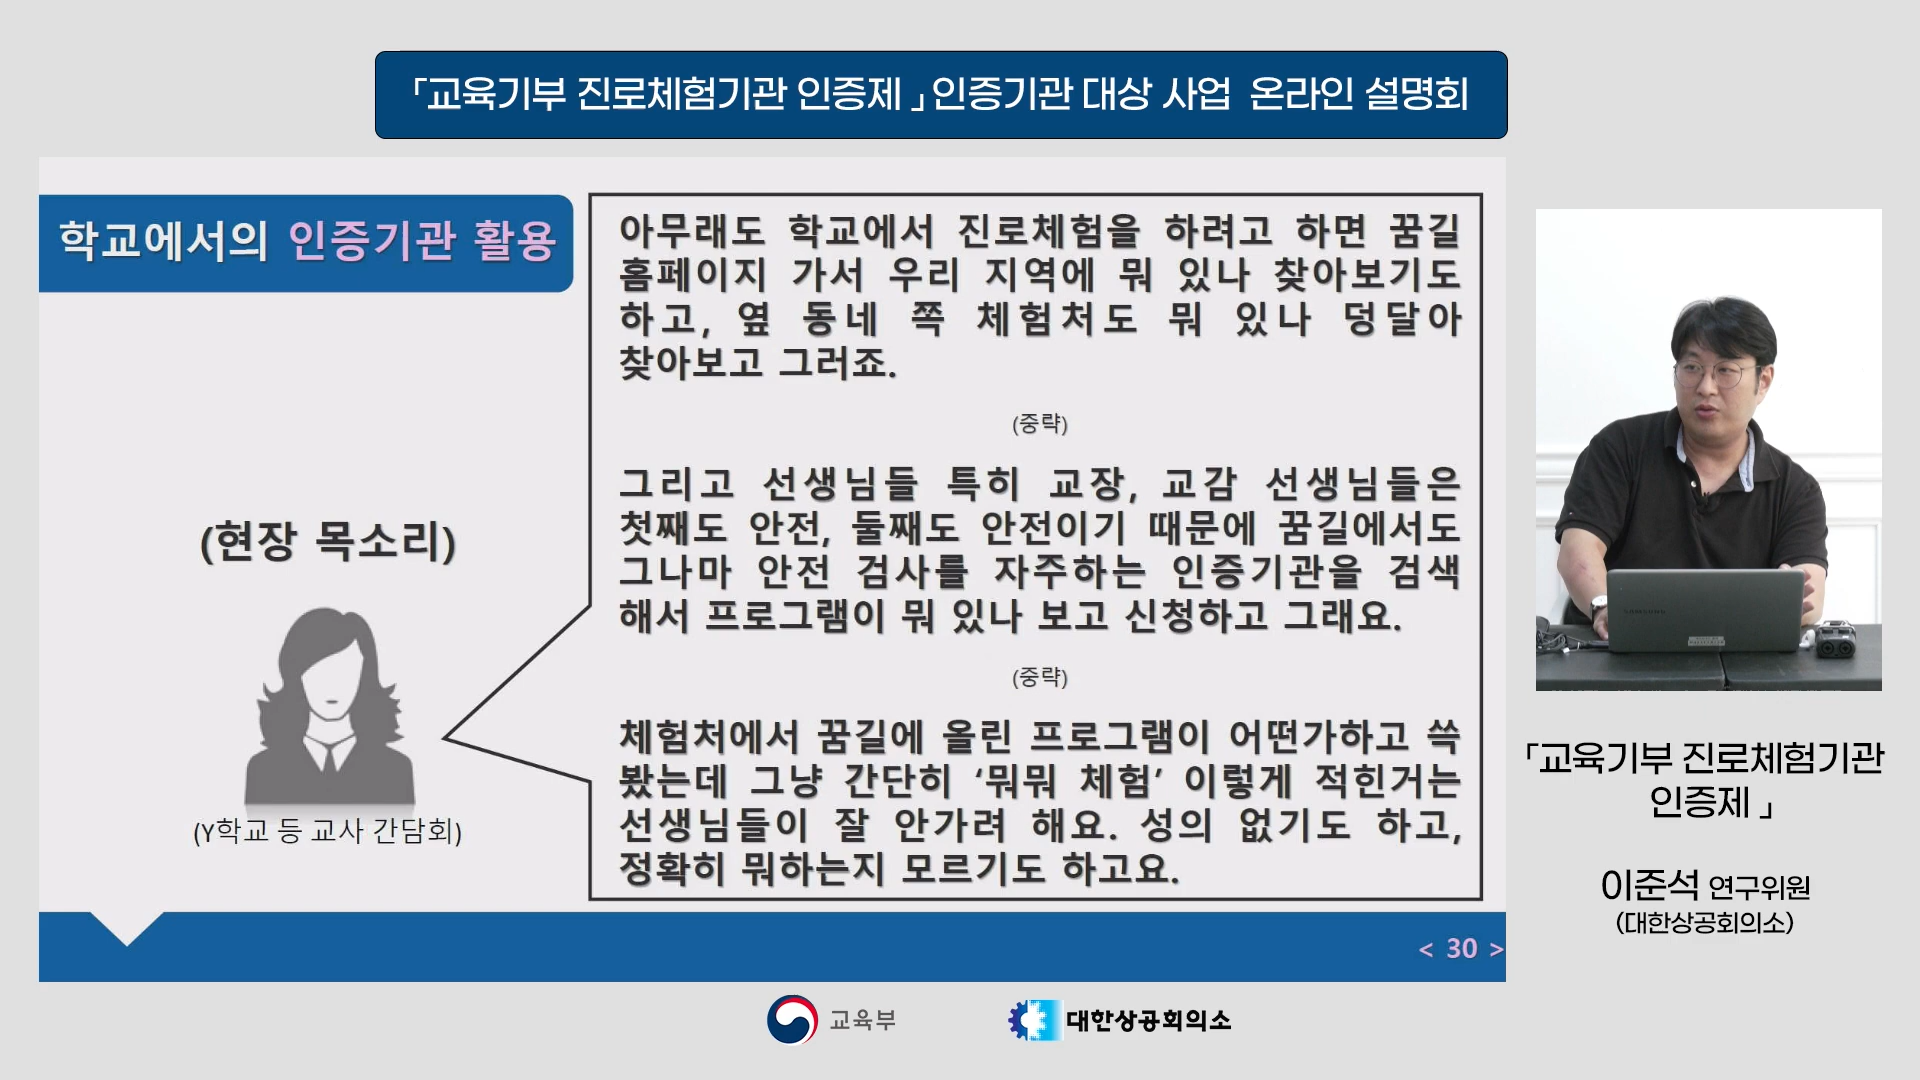 「교육기부 진로체험기관 인증제 」 인증기관 대상 사업 온라인 설명회
학교에서의 인증기관 활용
아무래도 학교에서 진로체험을 하려고 하면 꿈길
홈페이지 가서 우리 지역에 뭐 있나 찾아보기도
하고, 옆 동네 쪽 체험처도 뭐 있나 덩달아
찾아보고 그러죠.
(중략)
그리고 선생님들 특히 교장, 교감 선생님들은
첫째도 안전, 둘째도 안전이기 때문에 꿈길에서도
그나마 안전 검사를 자주하는 인증기관을 검색
해서 프로그램이 뭐 있나 보고 신청하고 그래요.
(중략)
체험처에서 꿈길에 올린 프로그램이 어떤가하고 쓱
봤는데 그냥 간단히 ‘뭐뭐 체험’ 이렇게 적힌거는
선생님들이 잘 안가려 해요. 성의 없기도 하고,
정확히 뭐하는지 모르기도 하고요.
(현장 목소리)
(Y학교 등 교사 간담회)
< 30 >
SAMSUNG
「교육기부 진로체험기관
인증제 」
이준석 연구위원
(대한상공회의소)
교육부
대한상공회의소